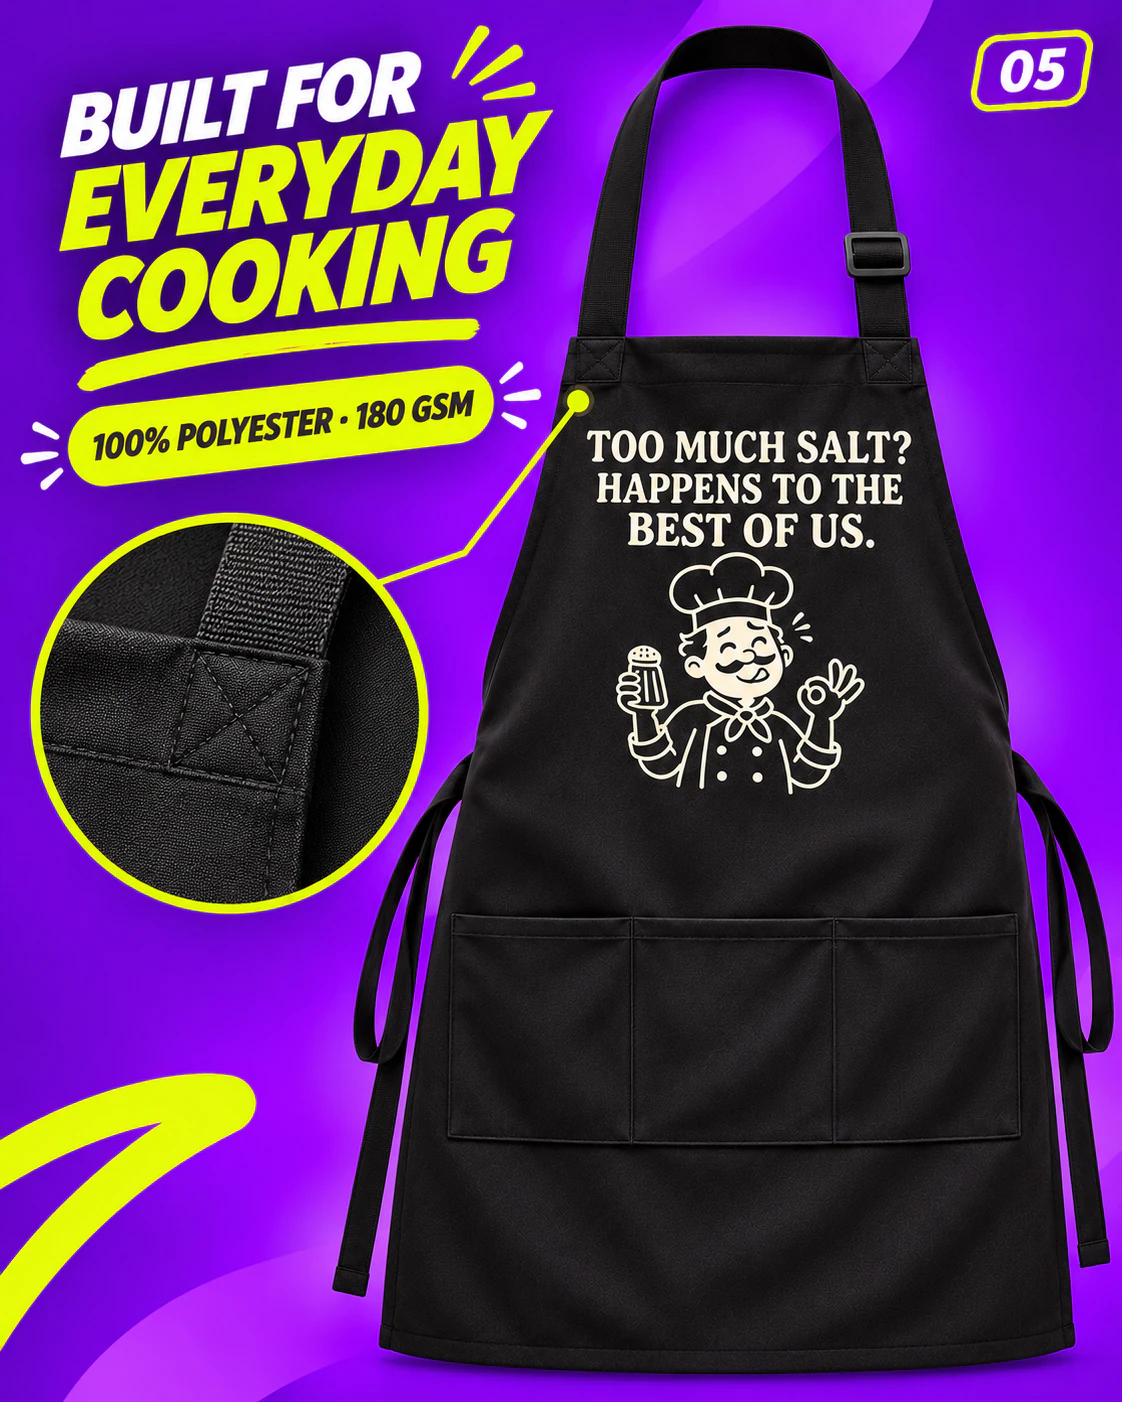 BUILT FOR
EVERYDAY
COOKING
100% POLYESTER · 180 GSM
05
TOO MUCH SALT?
HAPPENS TO THE
BEST OF US.